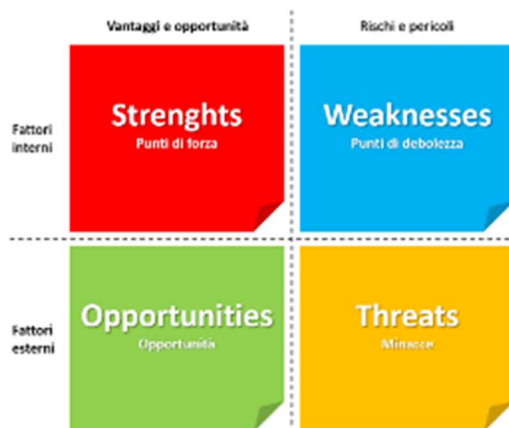 Vantaggi e opportunità
Rischi e pericoli
Fattori
interni
Strenghts
Punti di forza
Weaknesses
Punti di debolezza
Fattori
esterni
Opportunities
Opportunità
Threats
Minacce